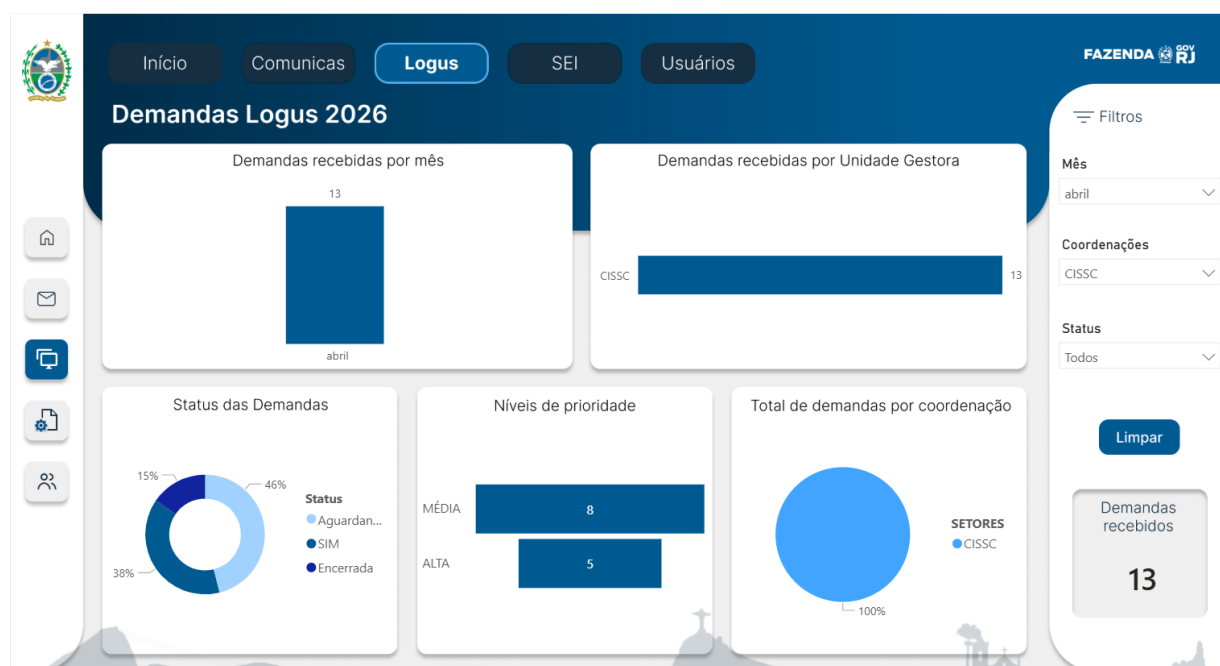 Início
Comunicas
Logus
SEI
Usuários
FAZENDA GOV RJ
Demandas Logus 2026
Filtros
Demandas recebidas por mês
13
abril
Demandas recebidas por Unidade Gestora
CISSC
13
Mês
abril
Coordenações
CISSC
Status
Todos
Limpar
Demandas
recebidos
13
Status das Demandas
15%
46%
38%
Status
Aguardan...
SIM
Encerrada
Níveis de prioridade
MÉDIA
8
ALTA
5
Total de demandas por coordenação
SETORES
CISSC
100%